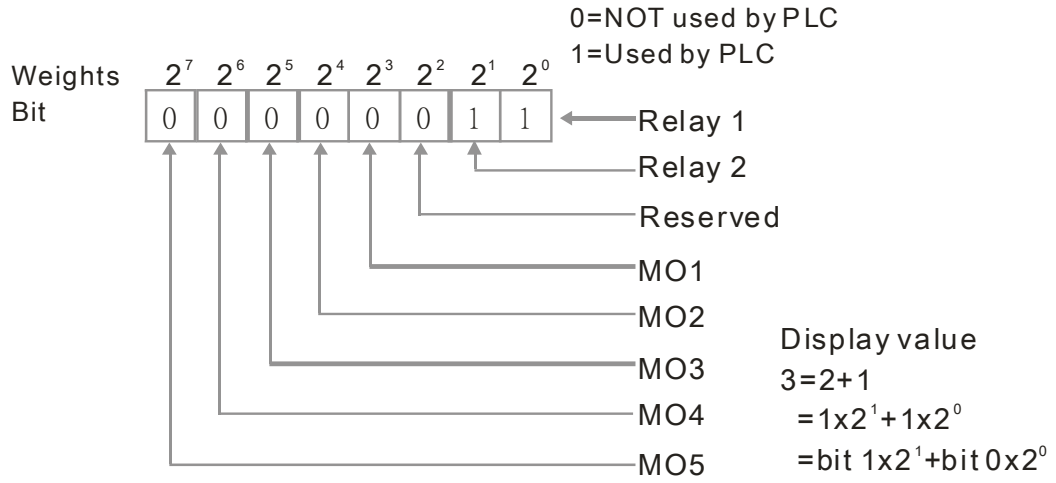 0=NOT used by PLC
1=Used by PLC
Weights 2⁷ 2⁶ 2⁵ 2⁴ 2³ 2² 2¹ 2⁰
Bit 0 0 0 0 0 0 1 1
Relay 1
Relay 2
Reserved
MO1
MO2
MO3
MO4
MO5
Display value
3=2+1
=1x2¹+1x2⁰
=bit 1x2¹+bit 0x2⁰